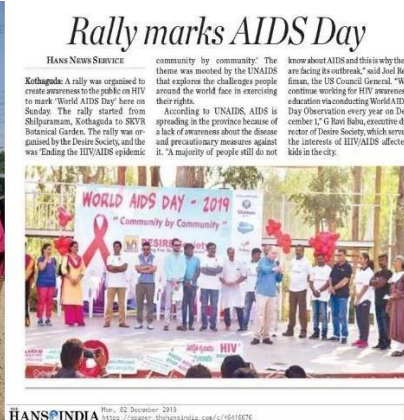 Rally marks AIDS Day
HANS NEWS SERVICE
Kothaguda: A rally was organised to
create awareness to the public on HIV
to mark 'World AIDS Day' here on
Sunday. The rally started from
Shilparamam, Kothaguda to SKVR
Botanical Garden. The rally was or-
ganised by the Desire Society, and the
was 'Ending the HIV/AIDS epidemic
community by community.' The
theme was mooted by the UNAIDS
that explores the challenges people
around the world face in exercising
their rights.
According to UNAIDS, AIDS is
spreading in the province because of
a lack of awareness about the disease
and precautionary measures against
it. "A majority of people still do not
know about AIDS and this is why the
are facing its outbreak," said Joel Re
fiman, the US Council General. "W
continue working for HIV awarenes
education via conducting World AID
Day Observation every year on De
cember 1," G Ravi Babu, executive d
rector of Desire Society, which serve
the interests of HIV/AIDS affecte
kids in the city.
WORLD AIDS DAY - 2019
"Community by Community"
DESIRE Society
HIV
HANS INDIA
Mon, 02 December 2019
https://epaper.thehansindia.com/c/46416676